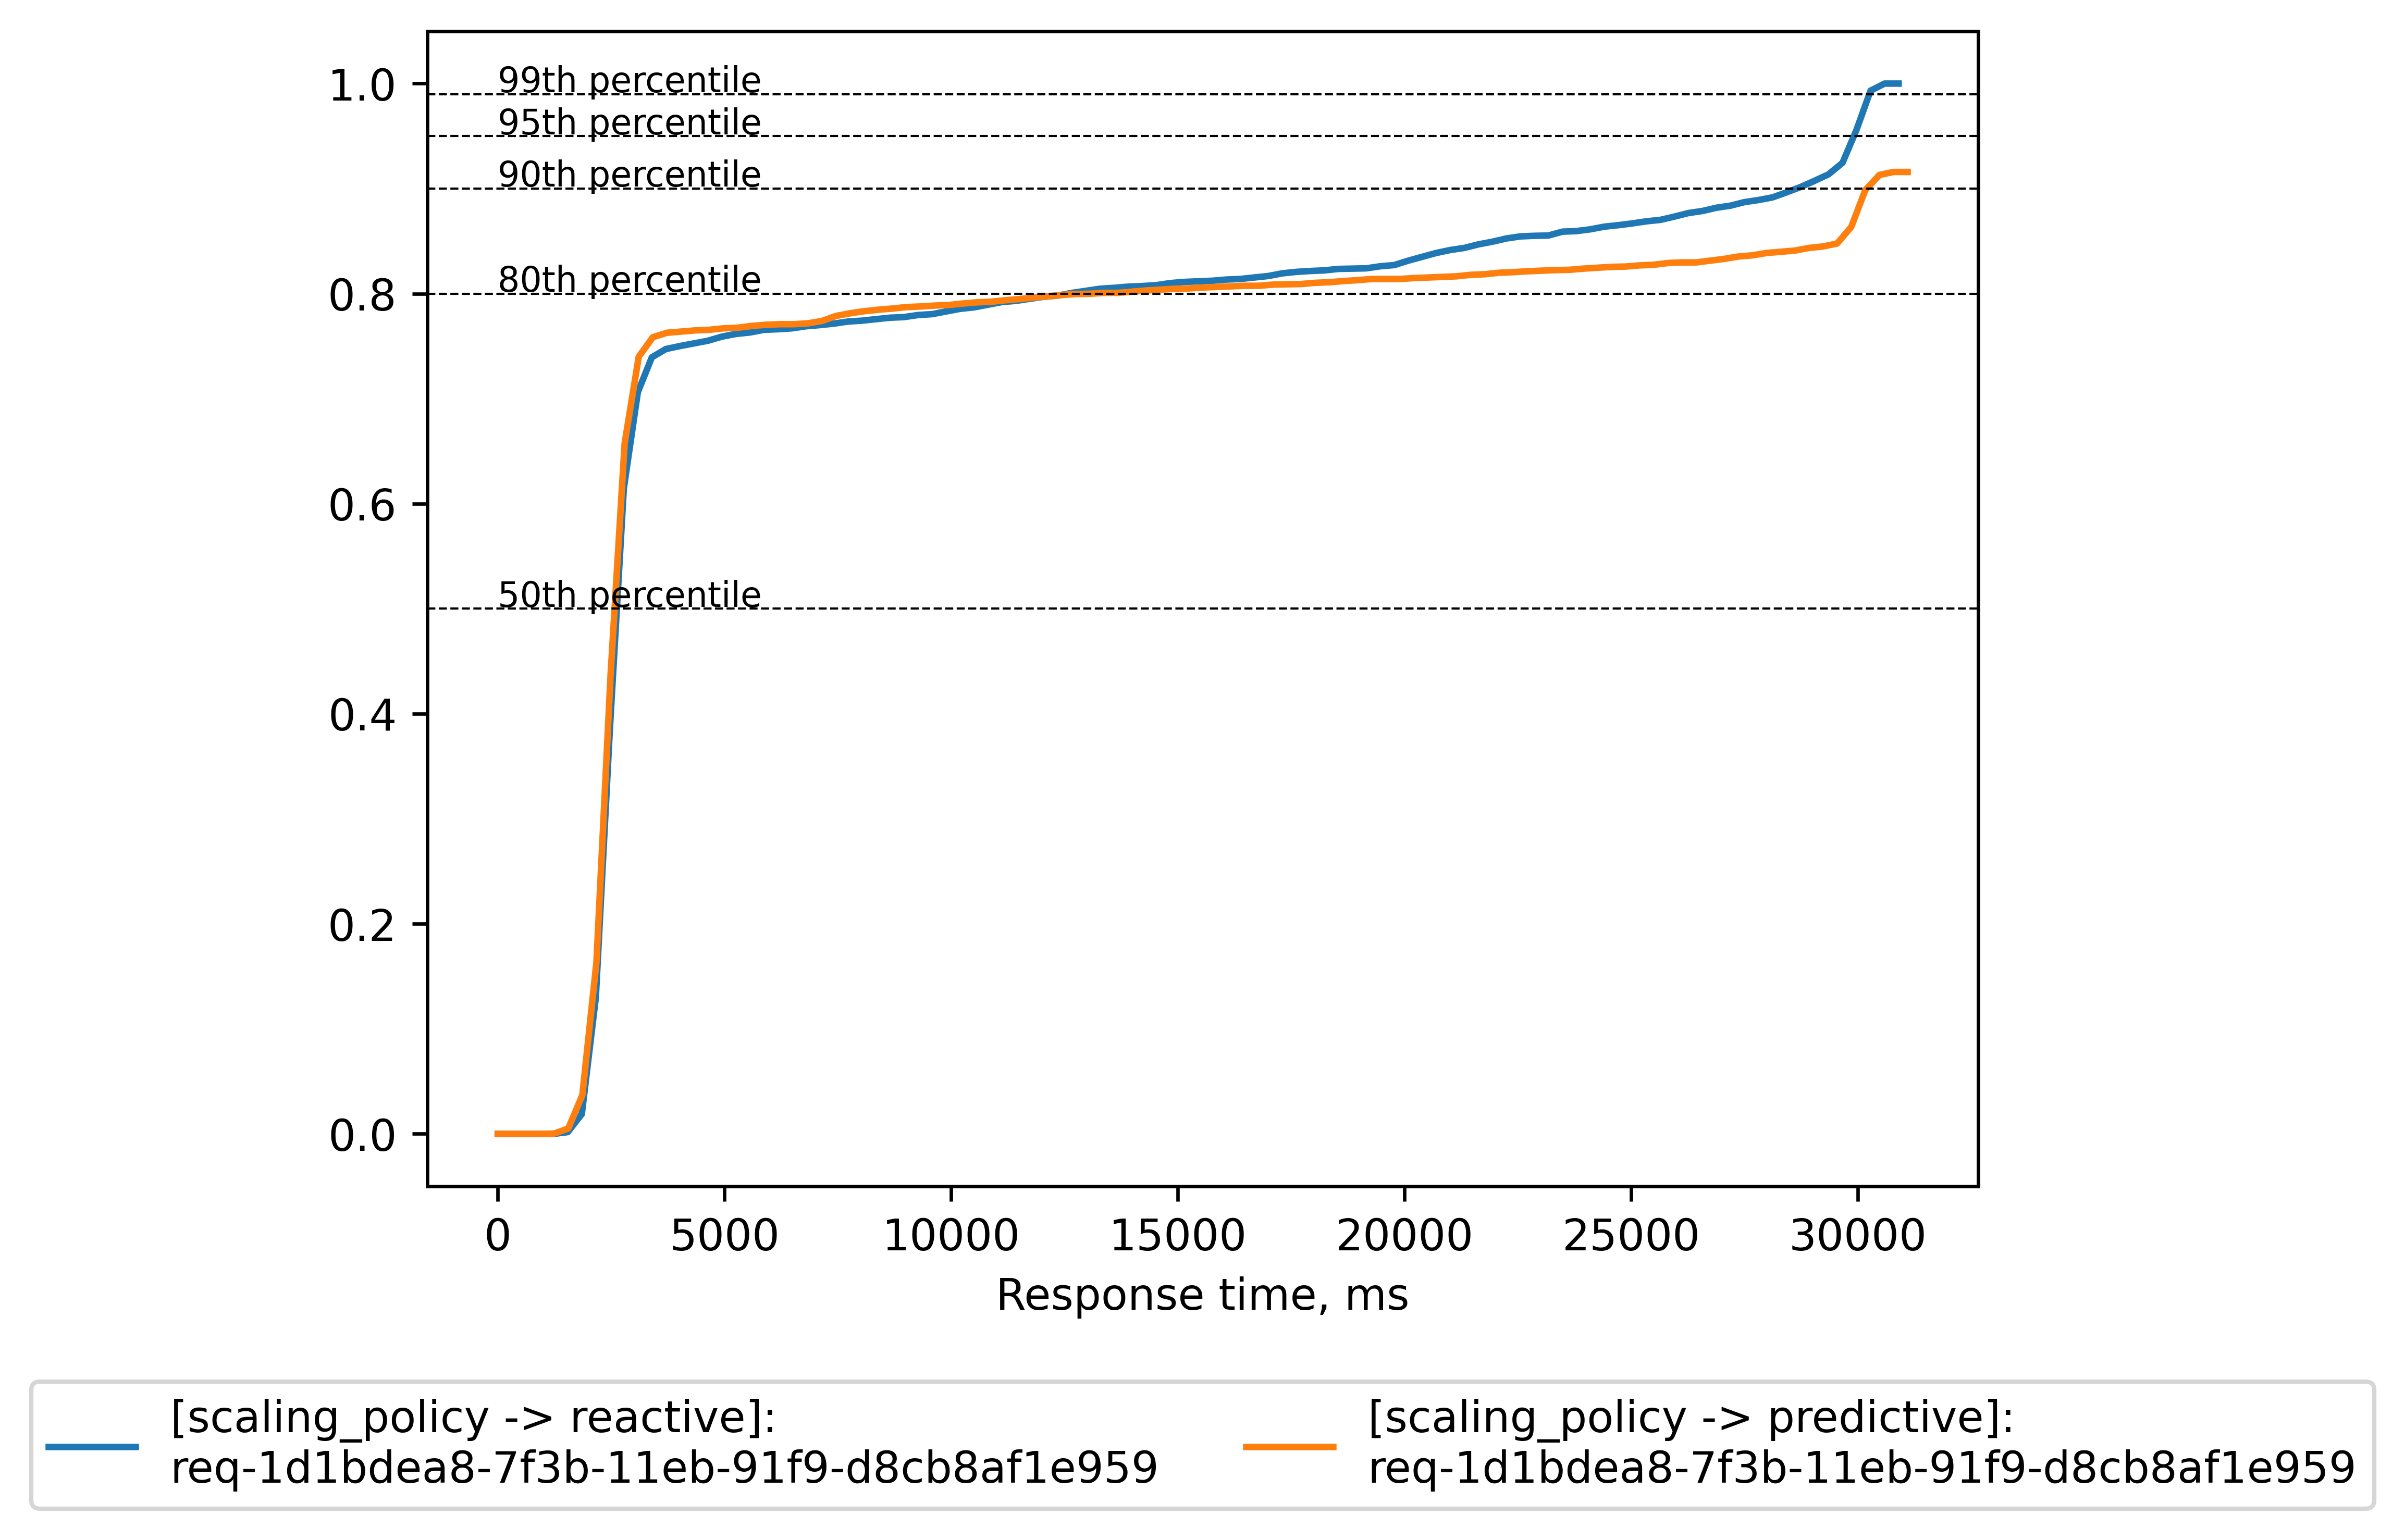 1.0
0.8
0.6
0.4
0.2
0.0
99th percentile
95th percentile
90th percentile
80th percentile
50th percentile
0 5000 10000 15000 20000 25000 30000
Response time, ms
[scaling_policy -> reactive]:
req-1d1bdea8-7f3b-11eb-91f9-d8cb8af1e959
[scaling_policy -> predictive]:
req-1d1bdea8-7f3b-11eb-91f9-d8cb8af1e959